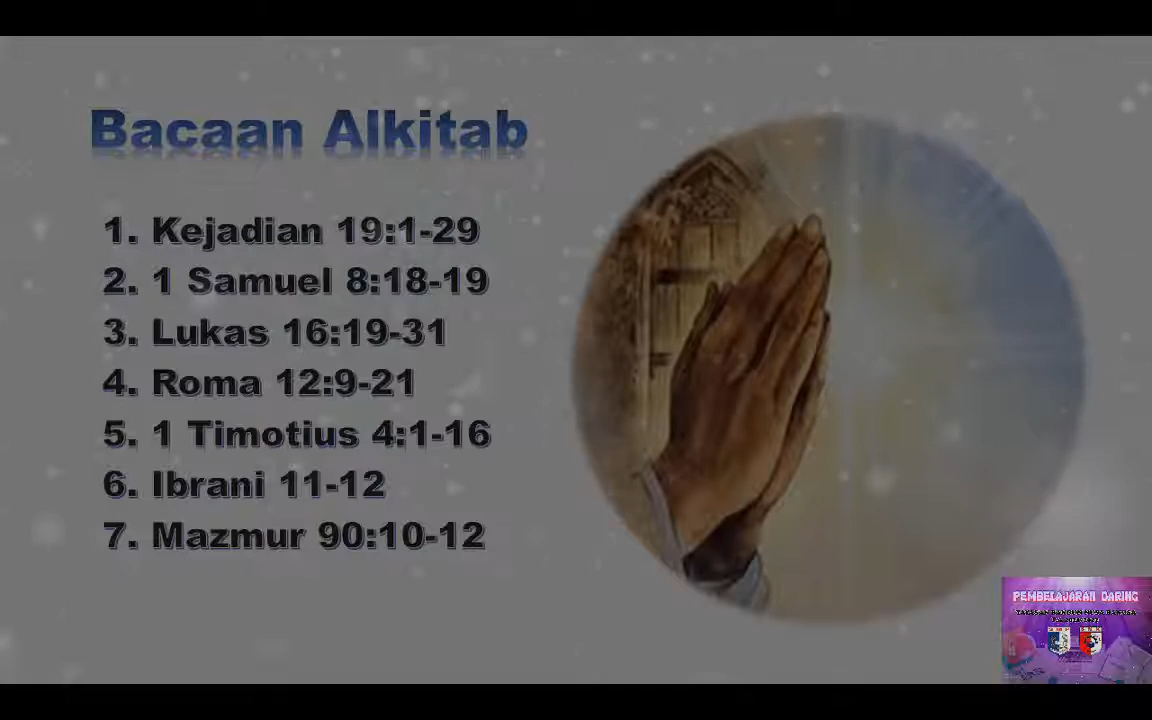 Bacaan Alkitab
1. Kejadian 19:1-29
2. 1 Samuel 8:18-19
3. Lukas 16:19-31
4. Roma 12:9-21
5. 1 Timotius 4:1-16
6. Ibrani 11-12
7. Mazmur 90:10-12
PEMBELAJARAN DARING